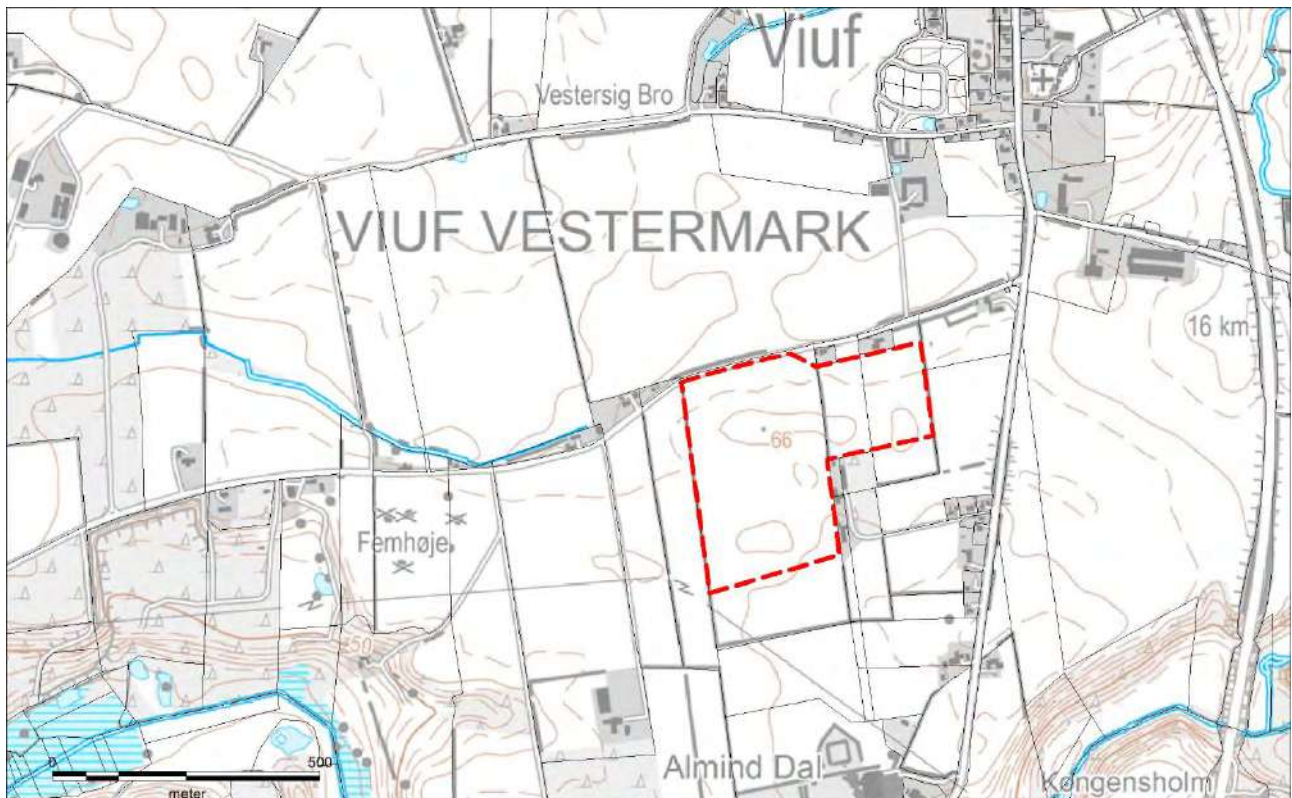 Viuf
Vestersig Bro
VIUF VESTERMARK
16 km
66
Femhøje
50
Almind Dal
Kongensholm
0
500
meter